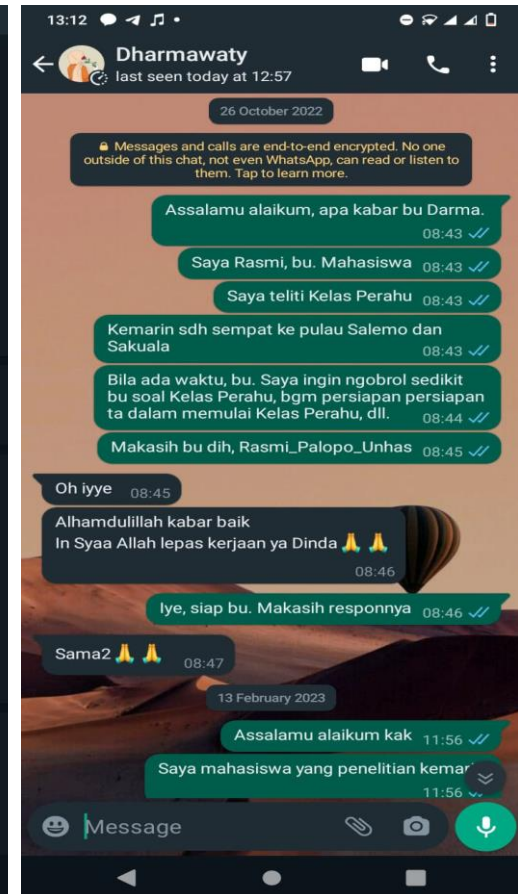 13:12
Dharmawaty
last seen today at 12:57
26 October 2022
Messages and calls are end-to-end encrypted. No one
outside of this chat, not even WhatsApp, can read or listen to
them. Tap to learn more.
Assalamu alaikum, apa kabar bu Darma.
08:43
Saya Rasmi, bu. Mahasiswa 08:43
Saya teliti Kelas Perahu 08:43
Kemarin sdh sempat ke pulau Salemo dan
Sakuala
08:43
Bila ada waktu, bu. Saya ingin ngobrol sedikit
bu soal Kelas Perahu, bgm persiapan persiapan
ta dalam memulai Kelas Perahu, dll. 08:44
Makasih bu dih, Rasmi_Palopo_Unhas 08:45
Oh iyye 08:45
Alhamdulillah kabar baik
In Syaa Allah lepas kerjaan ya Dinda 🙏 🙏
08:46
Iye, siap bu. Makasih responnya 08:46
Sama2 🙏 🙏 08:47
13 February 2023
Assalamu alaikum kak 11:56
Saya mahasiswa yang penelitian
11:56
Message